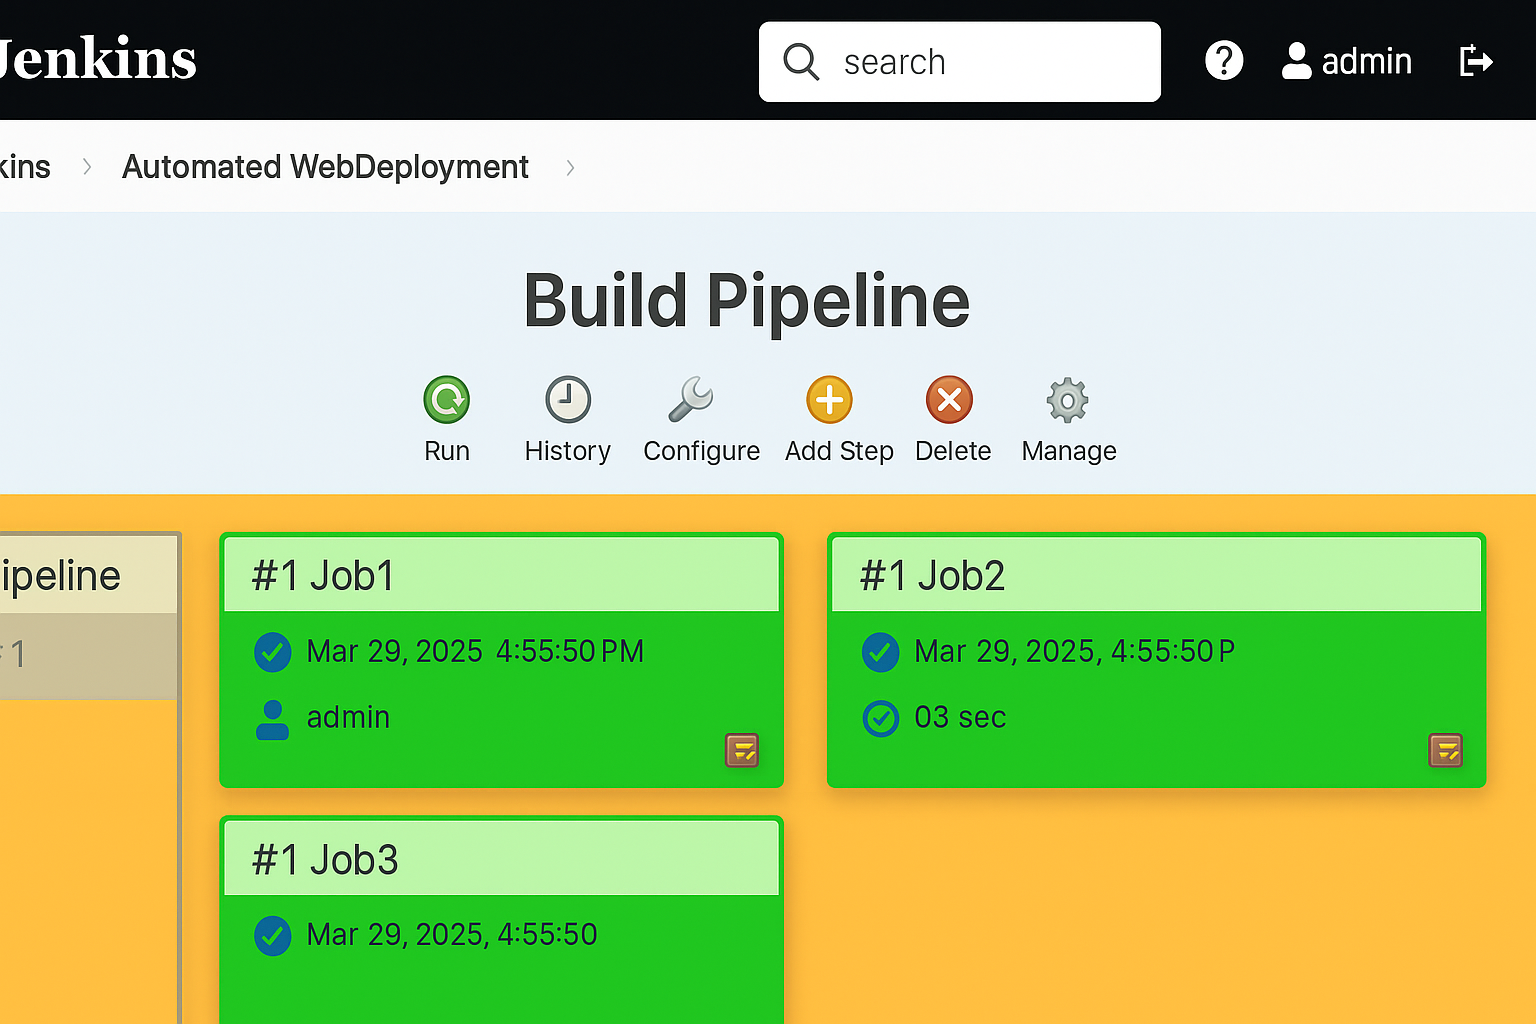 Jenkins
search
? admin
kins > Automated WebDeployment >
Build Pipeline
Run History Configure Add Step Delete Manage
ipeline
#1
#1 Job1
Mar 29, 2025 4:55:50 PM
admin
#1 Job2
Mar 29, 2025, 4:55:50 P
03 sec
#1 Job3
Mar 29, 2025, 4:55:50